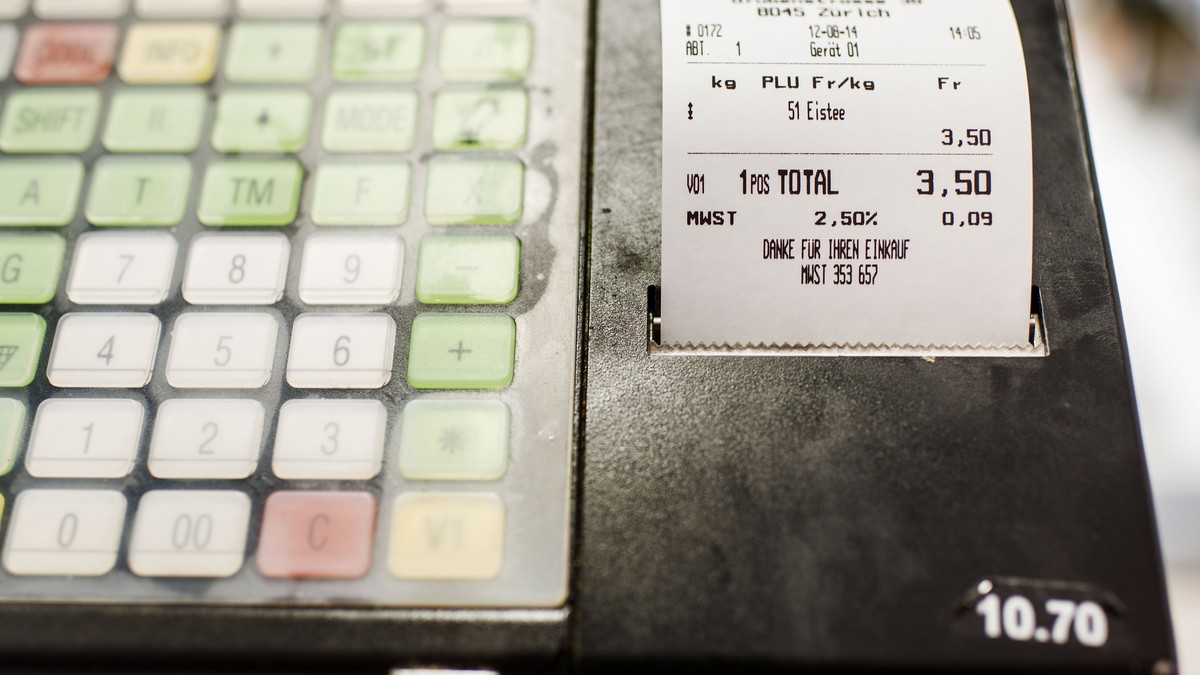 8045 Zürich
# 0172 12-08-14 14:05
ABT. 1 Gerät 01
kg PLU Fr/kg Fr
51 Eistee
3,50
V01 1POS TOTAL 3,50
MWST 2,50% 0,09
DANKE FÜR IHREN EINKAUF
MWST 353 657
INFO
SHIFT MODE
A T TM F X
G 7 8 9 -
4 5 6 +
1 2 3 *
0 00 C V1
10.70